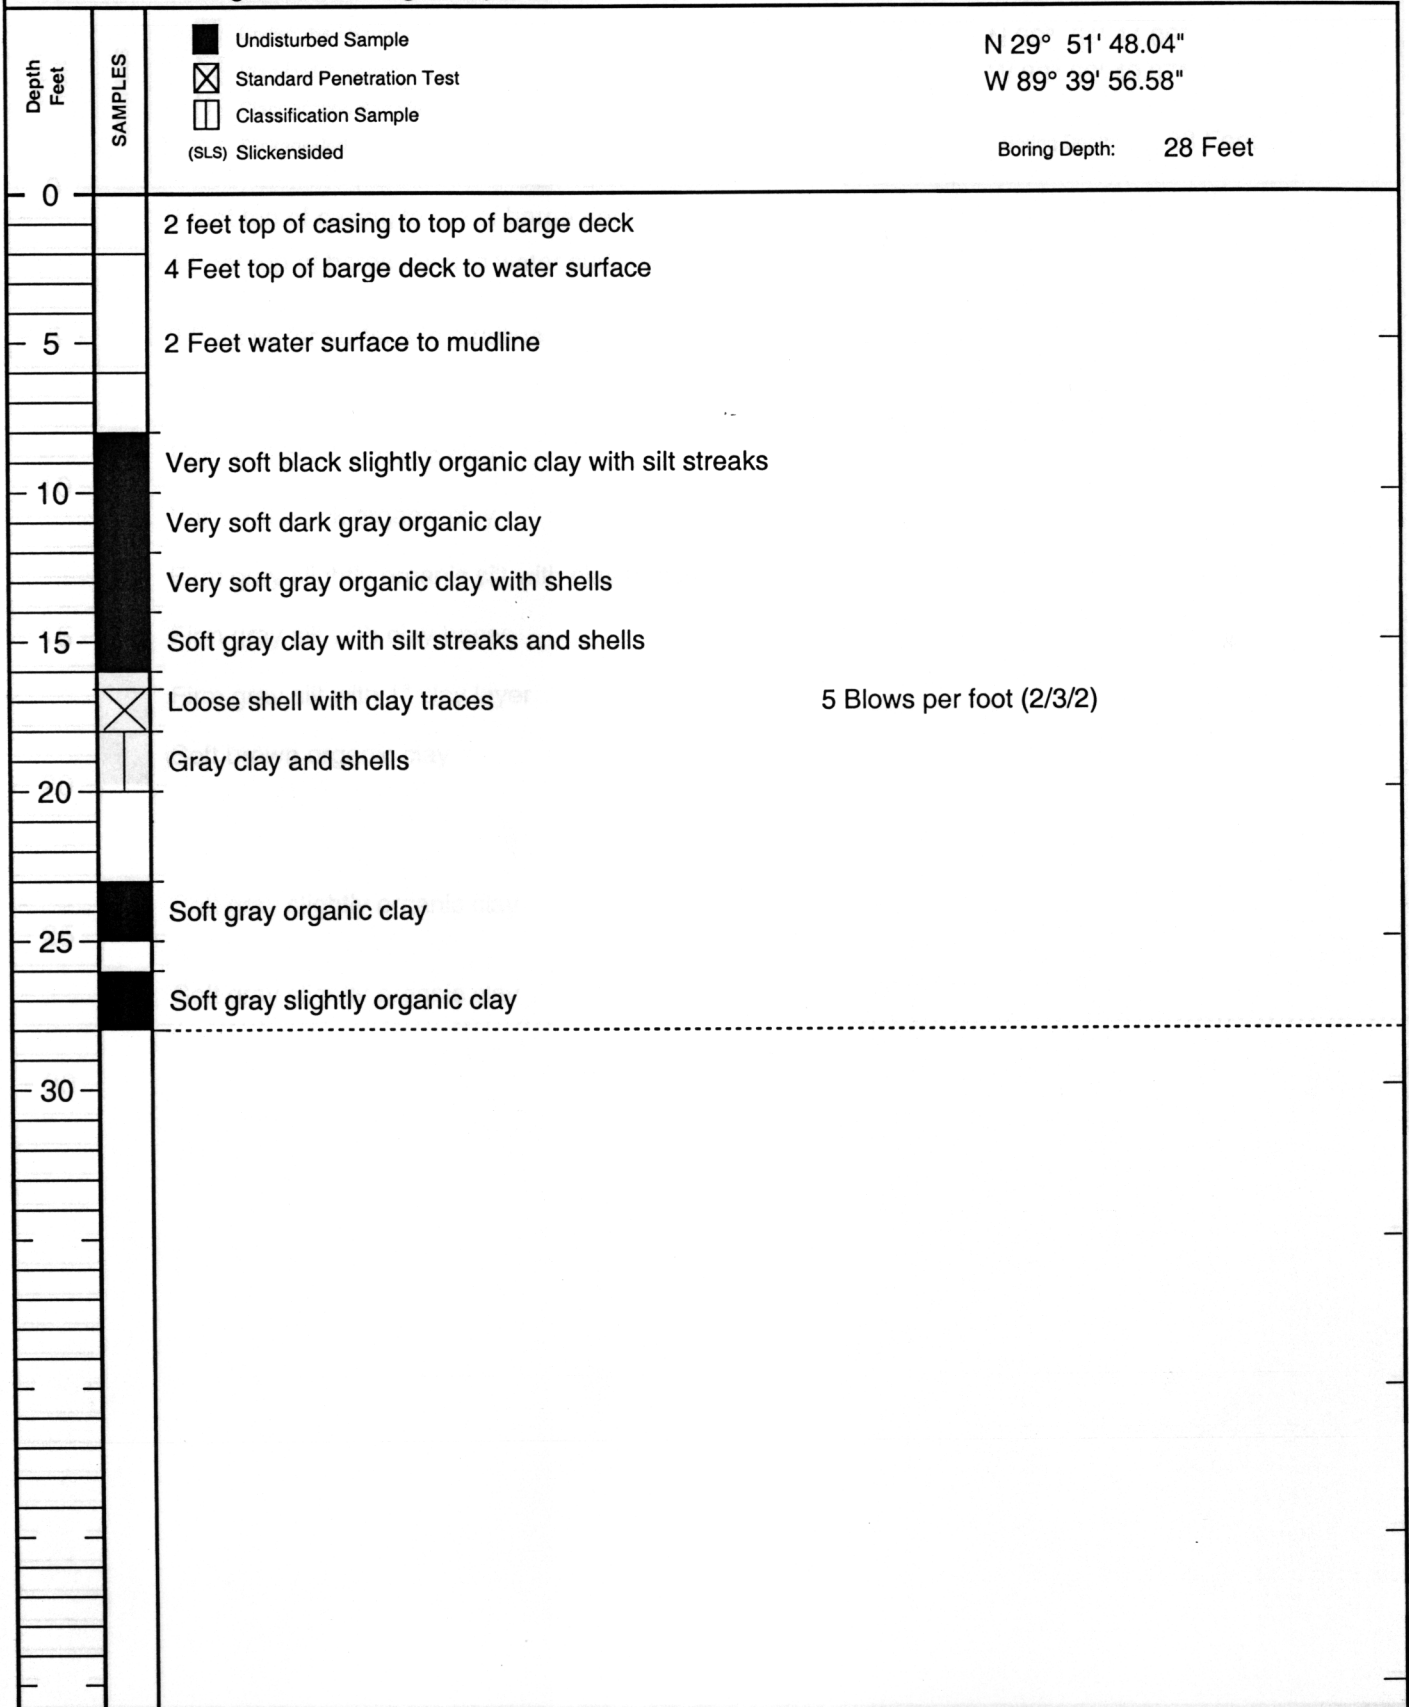 Depth
Feet
SAMPLES
Undisturbed Sample
Standard Penetration Test
Classification Sample
(SLS) Slickensided
N 29° 51' 48.04"
W 89° 39' 56.58"
Boring Depth: 28 Feet
0
2 feet top of casing to top of barge deck
4 Feet top of barge deck to water surface
5
2 Feet water surface to mudline
Very soft black slightly organic clay with silt streaks
10
Very soft dark gray organic clay
Very soft gray organic clay with shells
15
Soft gray clay with silt streaks and shells
Loose shell with clay traces 5 Blows per foot (2/3/2)
Gray clay and shells
20
Soft gray organic clay
25
Soft gray slightly organic clay
30